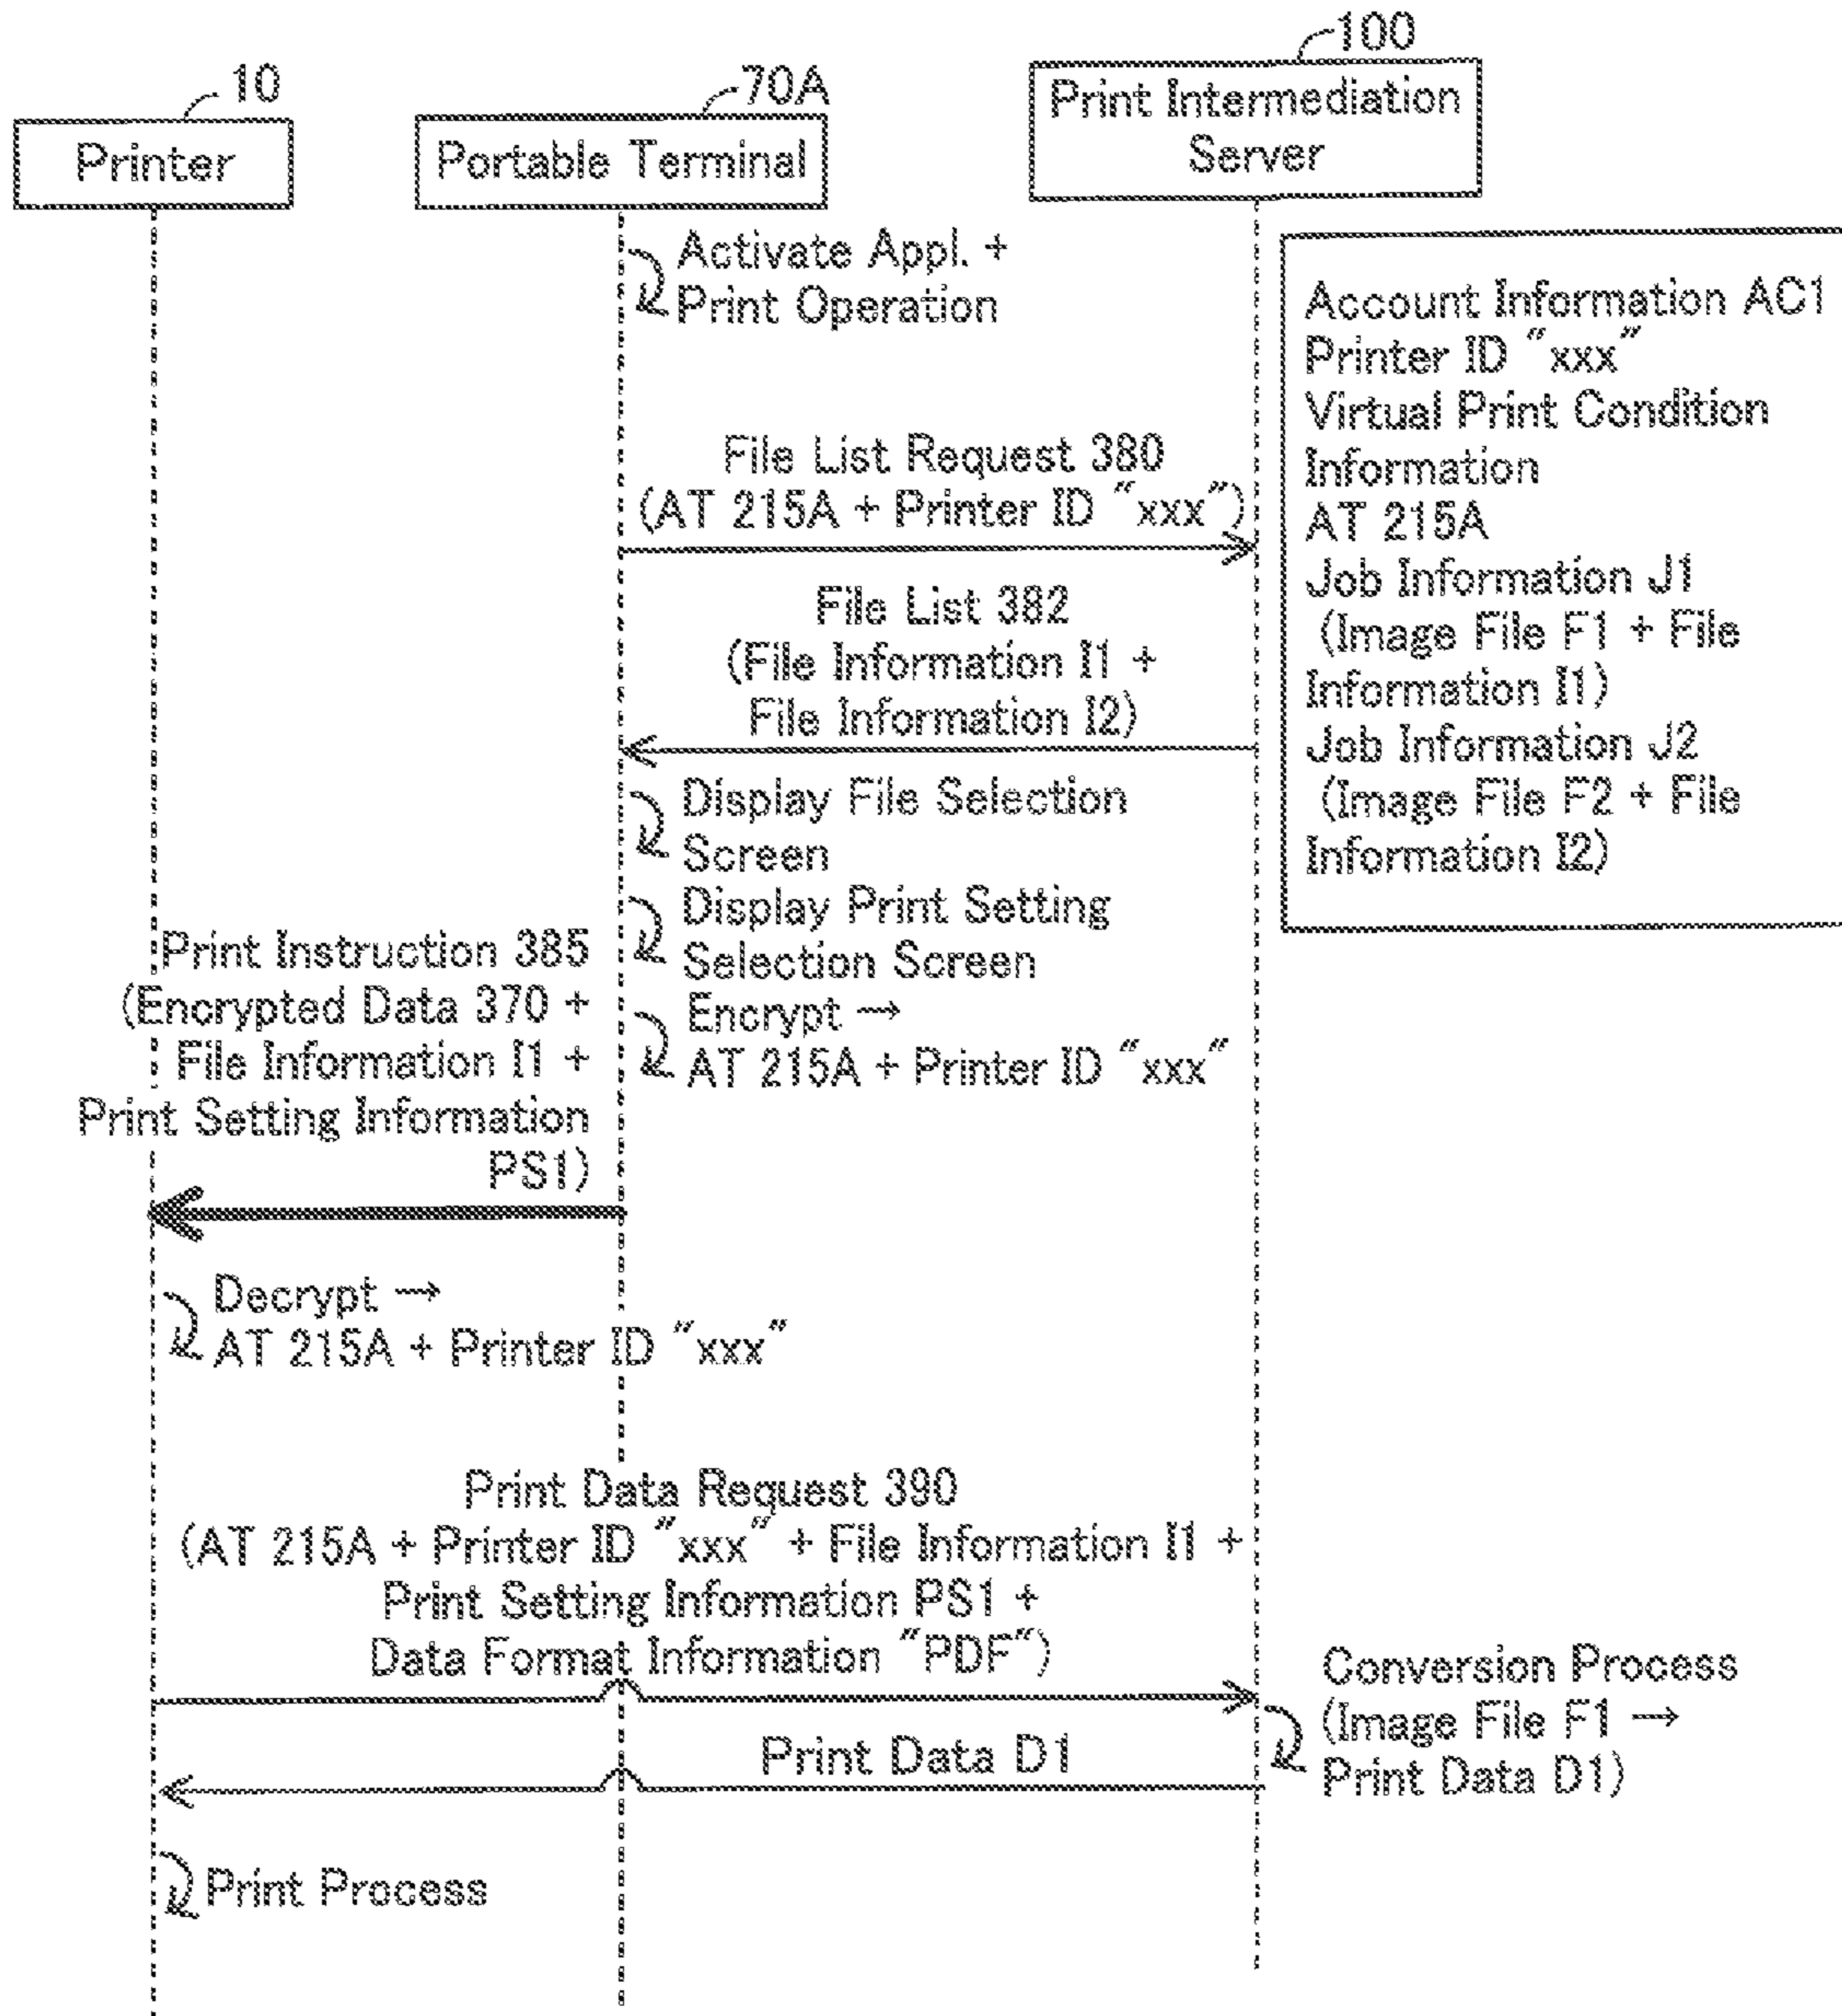 10
Printer
70A
Portable Terminal
100
Print Intermediation
Server
Activate Appl. +
Print Operation
Account Information AC1
Printer ID "xxx"
Virtual Print Condition
Information
AT 215A
Job Information J1
(Image File F1 + File
Information I1)
Job Information J2
(Image File F2 + File
Information I2)
File List Request 380
(AT 215A + Printer ID "xxx")
File List 382
(File Information I1 +
File Information I2)
Display File Selection
Screen
Display Print Setting
Selection Screen
Encrypt →
AT 215A + Printer ID "xxx"
Print Instruction 385
(Encrypted Data 370 +
File Information I1 +
Print Setting Information
PS1)
Decrypt →
AT 215A + Printer ID "xxx"
Print Data Request 390
(AT 215A + Printer ID "xxx" + File Information I1 +
Print Setting Information PS1 +
Data Format Information "PDF")
Conversion Process
(Image File F1 →
Print Data D1)
Print Data D1
Print Process